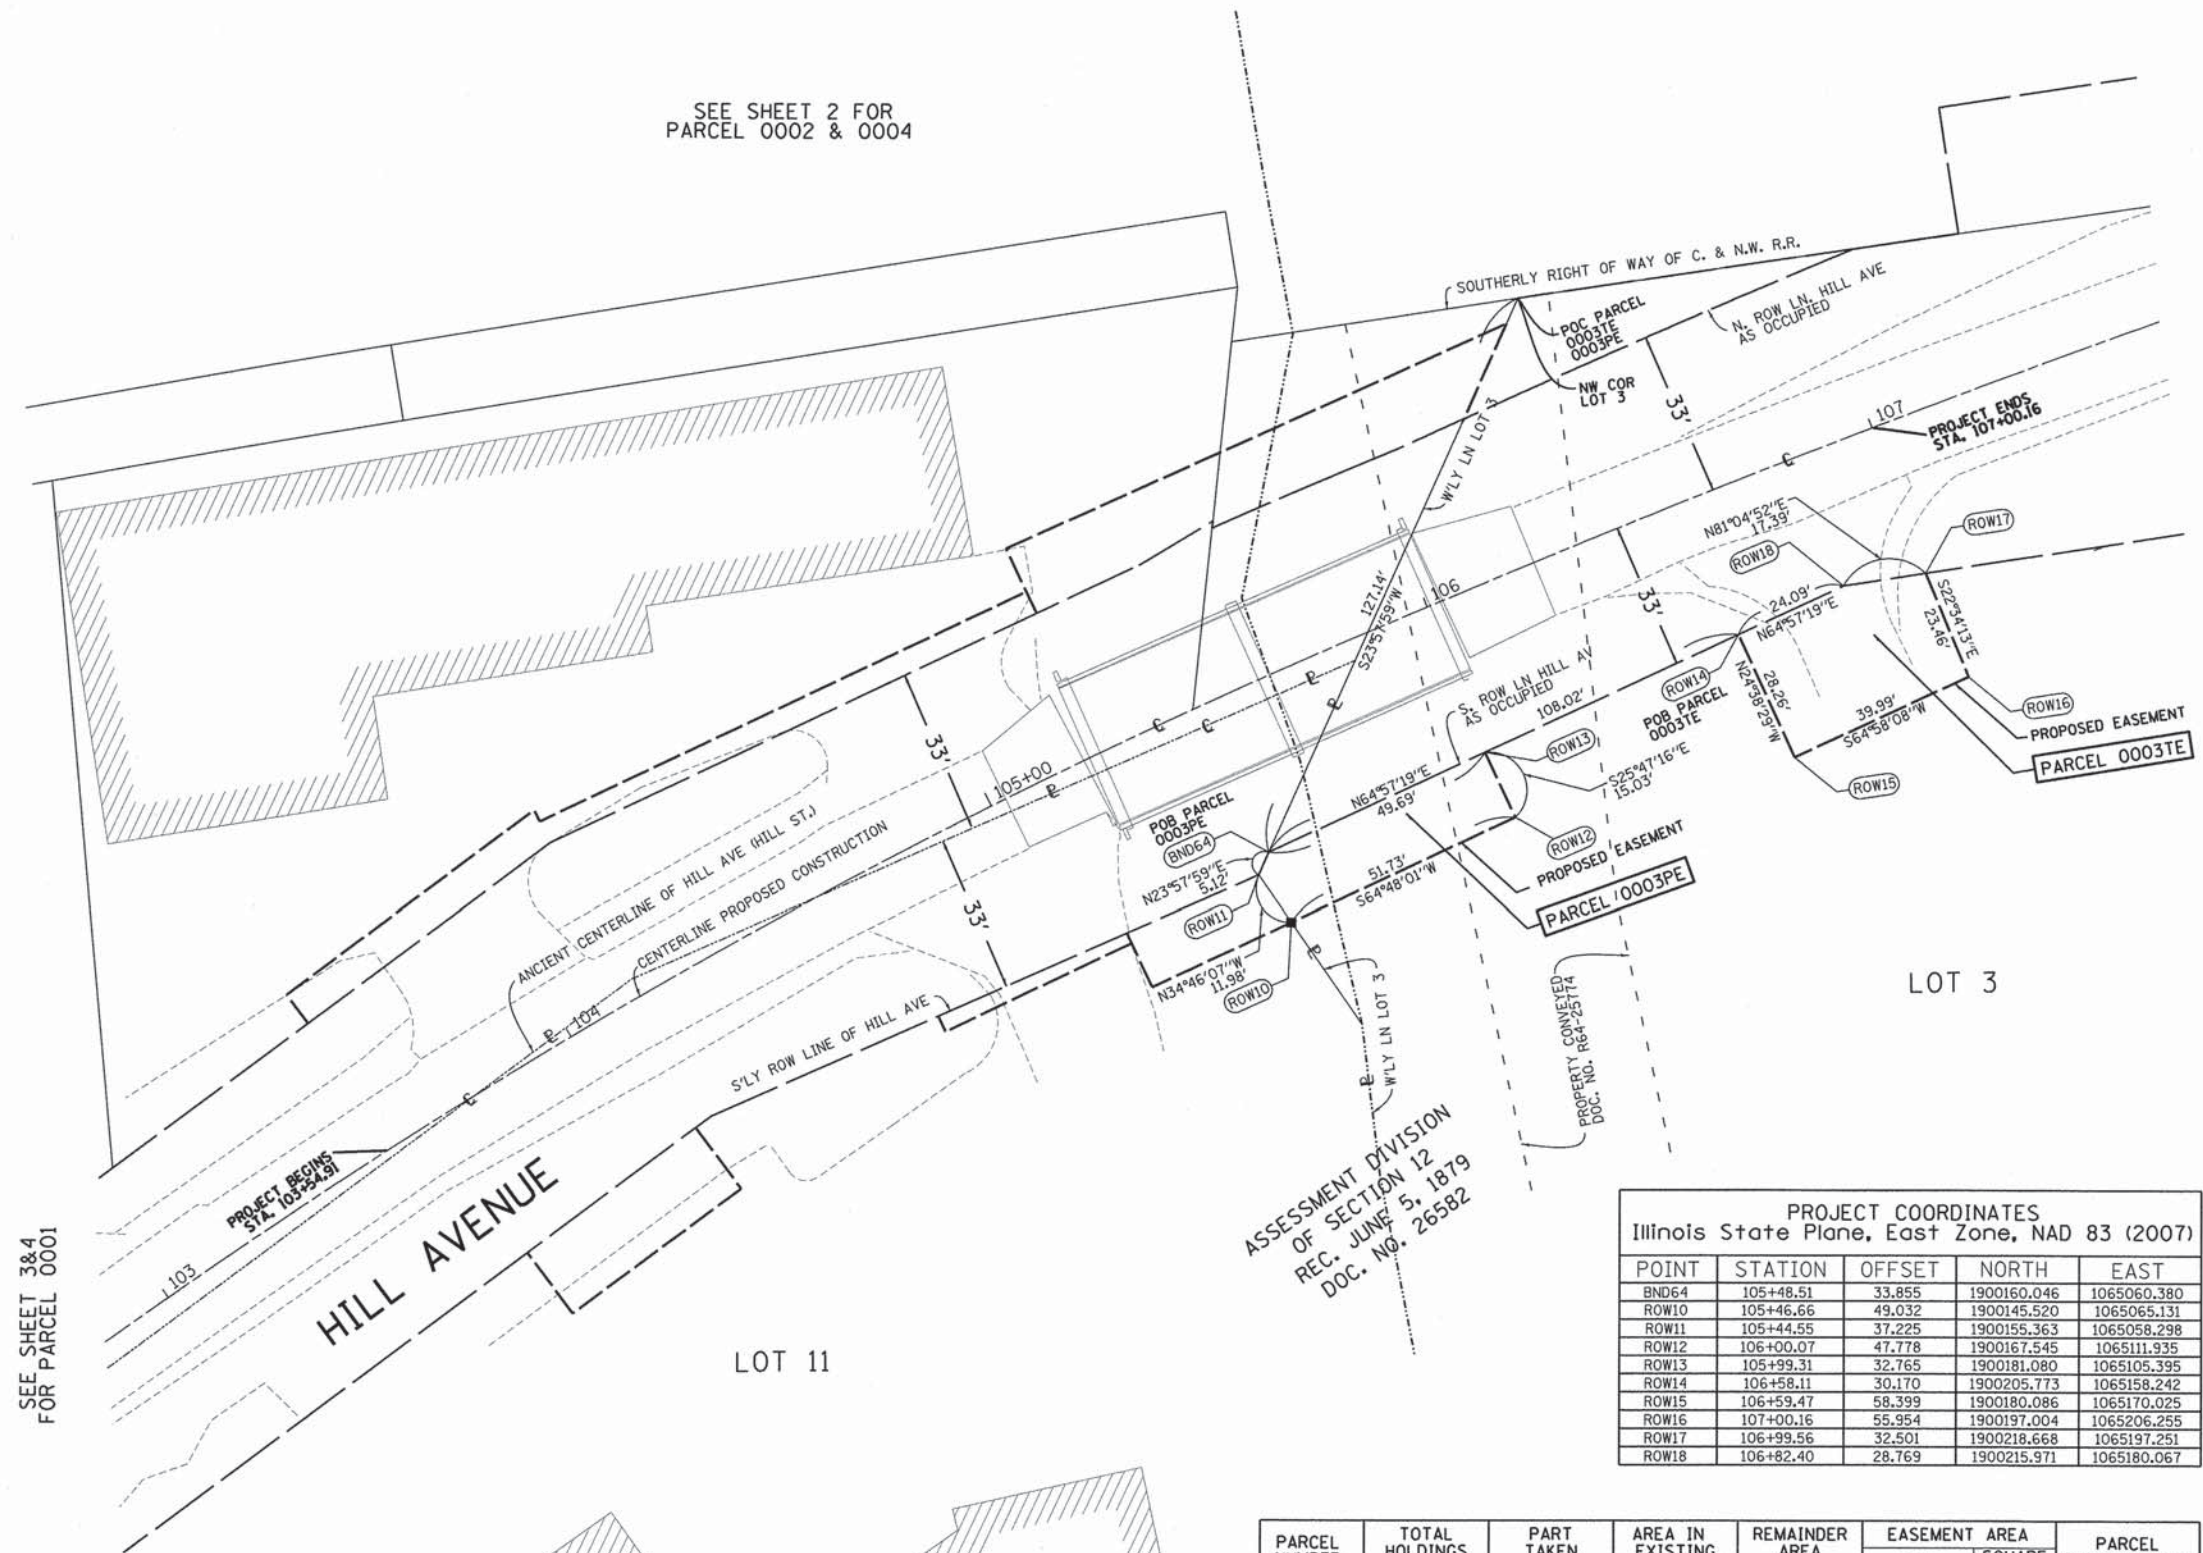 SEE SHEET 2 FOR
PARCEL 0002 & 0004
SOUTHERLY RIGHT OF WAY OF C. & N.W. R.R.
POC PARCEL
0003TE
0003PE
N. ROW LN. HILL AVE
AS OCCUPIED
NW COR
LOT 3
33'
W'LY LN LOT 3
107
PROJECT ENDS
STA. 107+00.16
N81°04'52"E
17.39'
ROW17
ROW18
127.14'
S23°57'59"W
106
33'
24.09'
N64°57'19"E
S22°34'13"E
23.46'
S. ROW LN HILL AV
AS OCCUPIED
108.02'
ROW14
POB PARCEL
0003TE
N24°38'29"W
28.26'
39.99'
S64°58'08"W
ROW16
PROPOSED EASEMENT
PARCEL 0003TE
ROW15
33'
105+00
ROW13
S25°47'16"E
15.03'
N64°57'19"E
49.69'
POB PARCEL
0003PE
BND64
ROW12
PROPOSED EASEMENT
PARCEL 0003PE
51.73'
S64°48'01"W
N23°57'59"E
5.12'
ROW11
33'
ANCIENT CENTERLINE OF HILL AVE (HILL ST.)
CENTERLINE PROPOSED CONSTRUCTION
N34°46'07"W
11.98'
ROW10
W'LY LN LOT 3
PROPERTY CONVEYED
DOC. NO. R64-25774
LOT 3
104
S'LY ROW LINE OF HILL AVE
PROJECT BEGINS
STA. 103+54.91
103
HILL AVENUE
ASSESSMENT DIVISION
OF SECTION 12
REC. JUNE 5, 1879
DOC. NO. 26582
SEE SHEET 3&4
FOR PARCEL 0001
LOT 11
PROJECT COORDINATES
Illinois State Plane, East Zone, NAD 83 (2007)
POINT STATION OFFSET NORTH EAST
BND64 105+48.51 33.855 1900160.046 1065060.380
ROW10 105+46.66 49.032 1900145.520 1065065.131
ROW11 105+44.55 37.225 1900155.363 1065058.298
ROW12 106+00.07 47.778 1900167.545 1065111.935
ROW13 105+99.31 32.765 1900181.080 1065105.395
ROW14 106+58.11 30.170 1900205.773 1065158.242
ROW15 106+59.47 58.399 1900180.086 1065170.025
ROW16 107+00.16 55.954 1900197.004 1065206.255
ROW17 106+99.56 32.501 1900218.668 1065197.251
ROW18 106+82.40 28.769 1900215.971 1065180.067
PARCEL TOTAL PART AREA IN REMAINDER EASEMENT AREA PARCEL
HOLDINGS TAKEN EXISTING AREA SQUARE